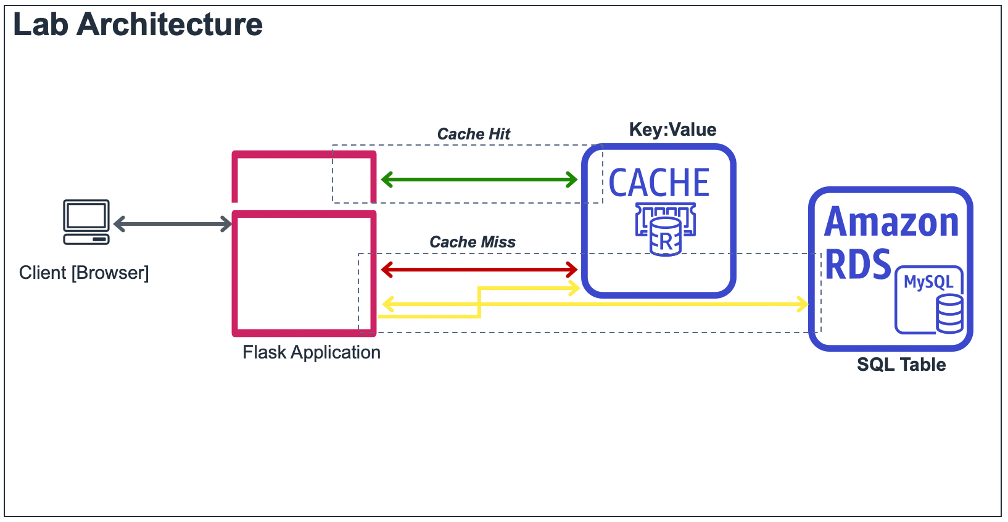 Lab Architecture
Cache Hit
Key:Value
CACHE
R
Client [Browser]
Cache Miss
Flask Application
Amazon
RDS
MySQL
SQL Table